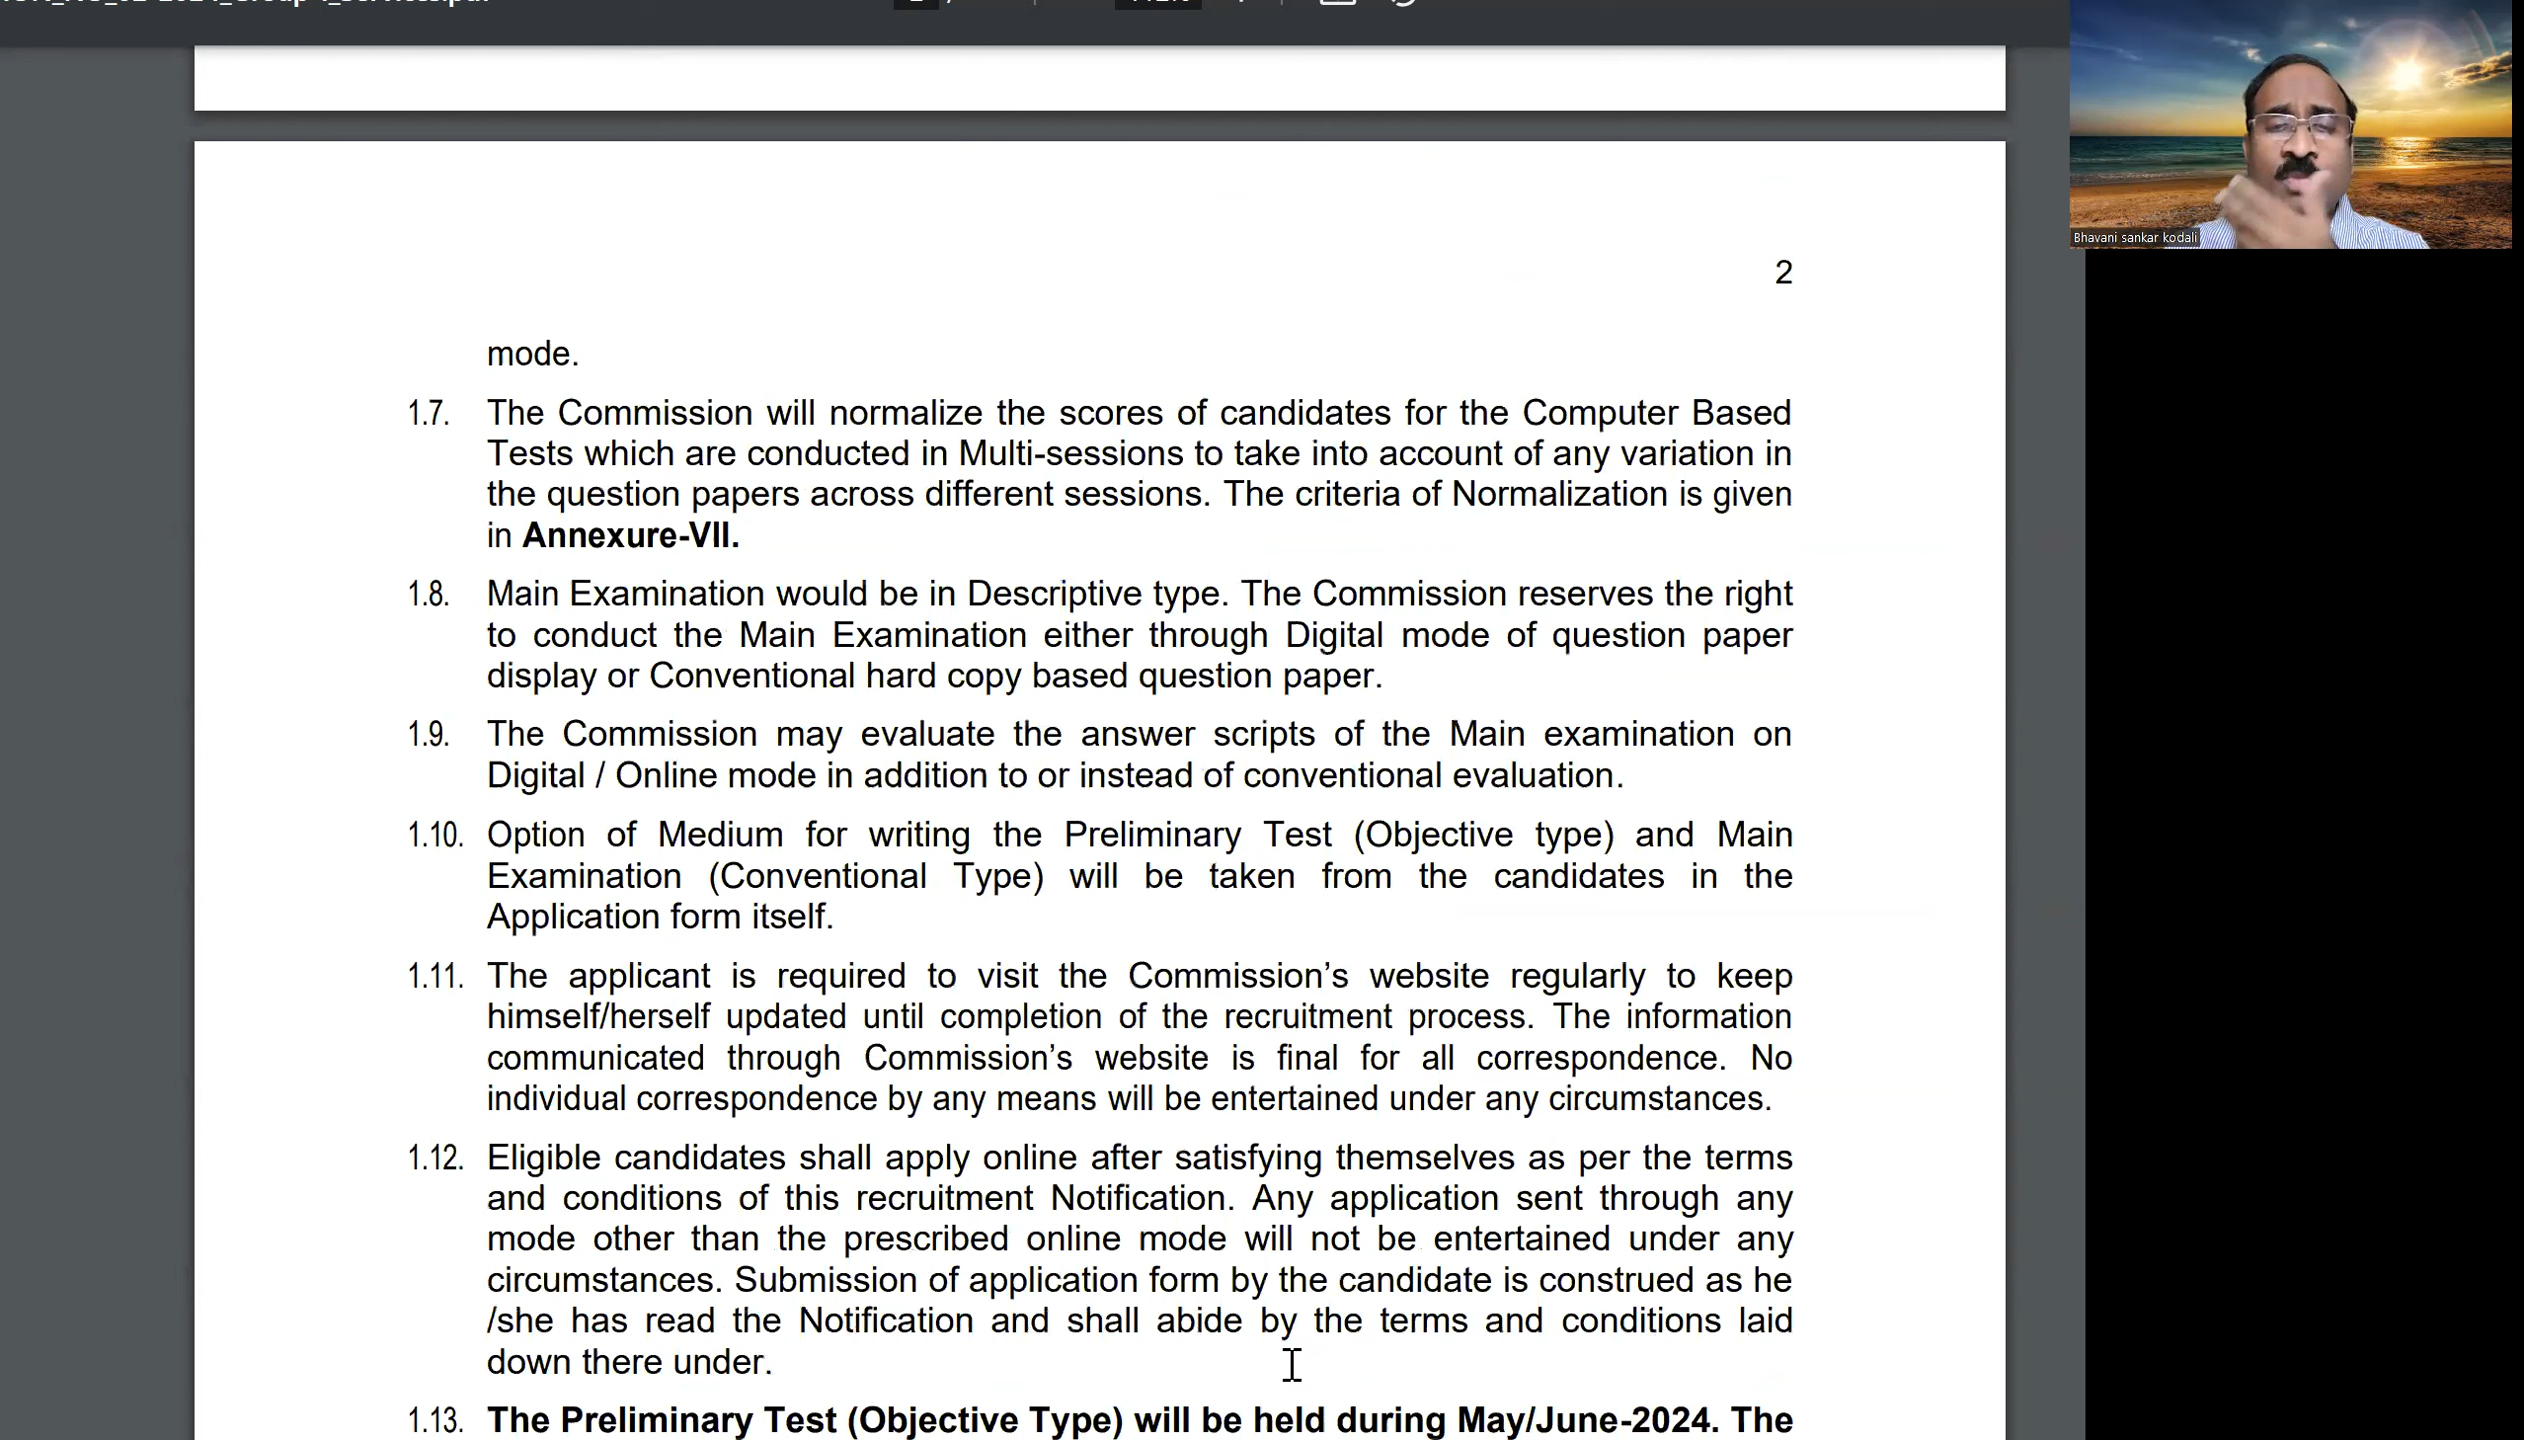 Bhavani sankar kodali
2
mode.
1.7. The Commission will normalize the scores of candidates for the Computer Based
Tests which are conducted in Multi-sessions to take into account of any variation in
the question papers across different sessions. The criteria of Normalization is given
in Annexure-VII.
1.8. Main Examination would be in Descriptive type. The Commission reserves the right
to conduct the Main Examination either through Digital mode of question paper
display or Conventional hard copy based question paper.
1.9. The Commission may evaluate the answer scripts of the Main examination on
Digital / Online mode in addition to or instead of conventional evaluation.
1.10. Option of Medium for writing the Preliminary Test (Objective type) and Main
Examination (Conventional Type) will be taken from the candidates in the
Application form itself.
1.11. The applicant is required to visit the Commission’s website regularly to keep
himself/herself updated until completion of the recruitment process. The information
communicated through Commission’s website is final for all correspondence. No
individual correspondence by any means will be entertained under any circumstances.
1.12. Eligible candidates shall apply online after satisfying themselves as per the terms
and conditions of this recruitment Notification. Any application sent through any
mode other than the prescribed online mode will not be entertained under any
circumstances. Submission of application form by the candidate is construed as he
/she has read the Notification and shall abide by the terms and conditions laid
down there under.
1.13. The Preliminary Test (Objective Type) will be held during May/June-2024. The